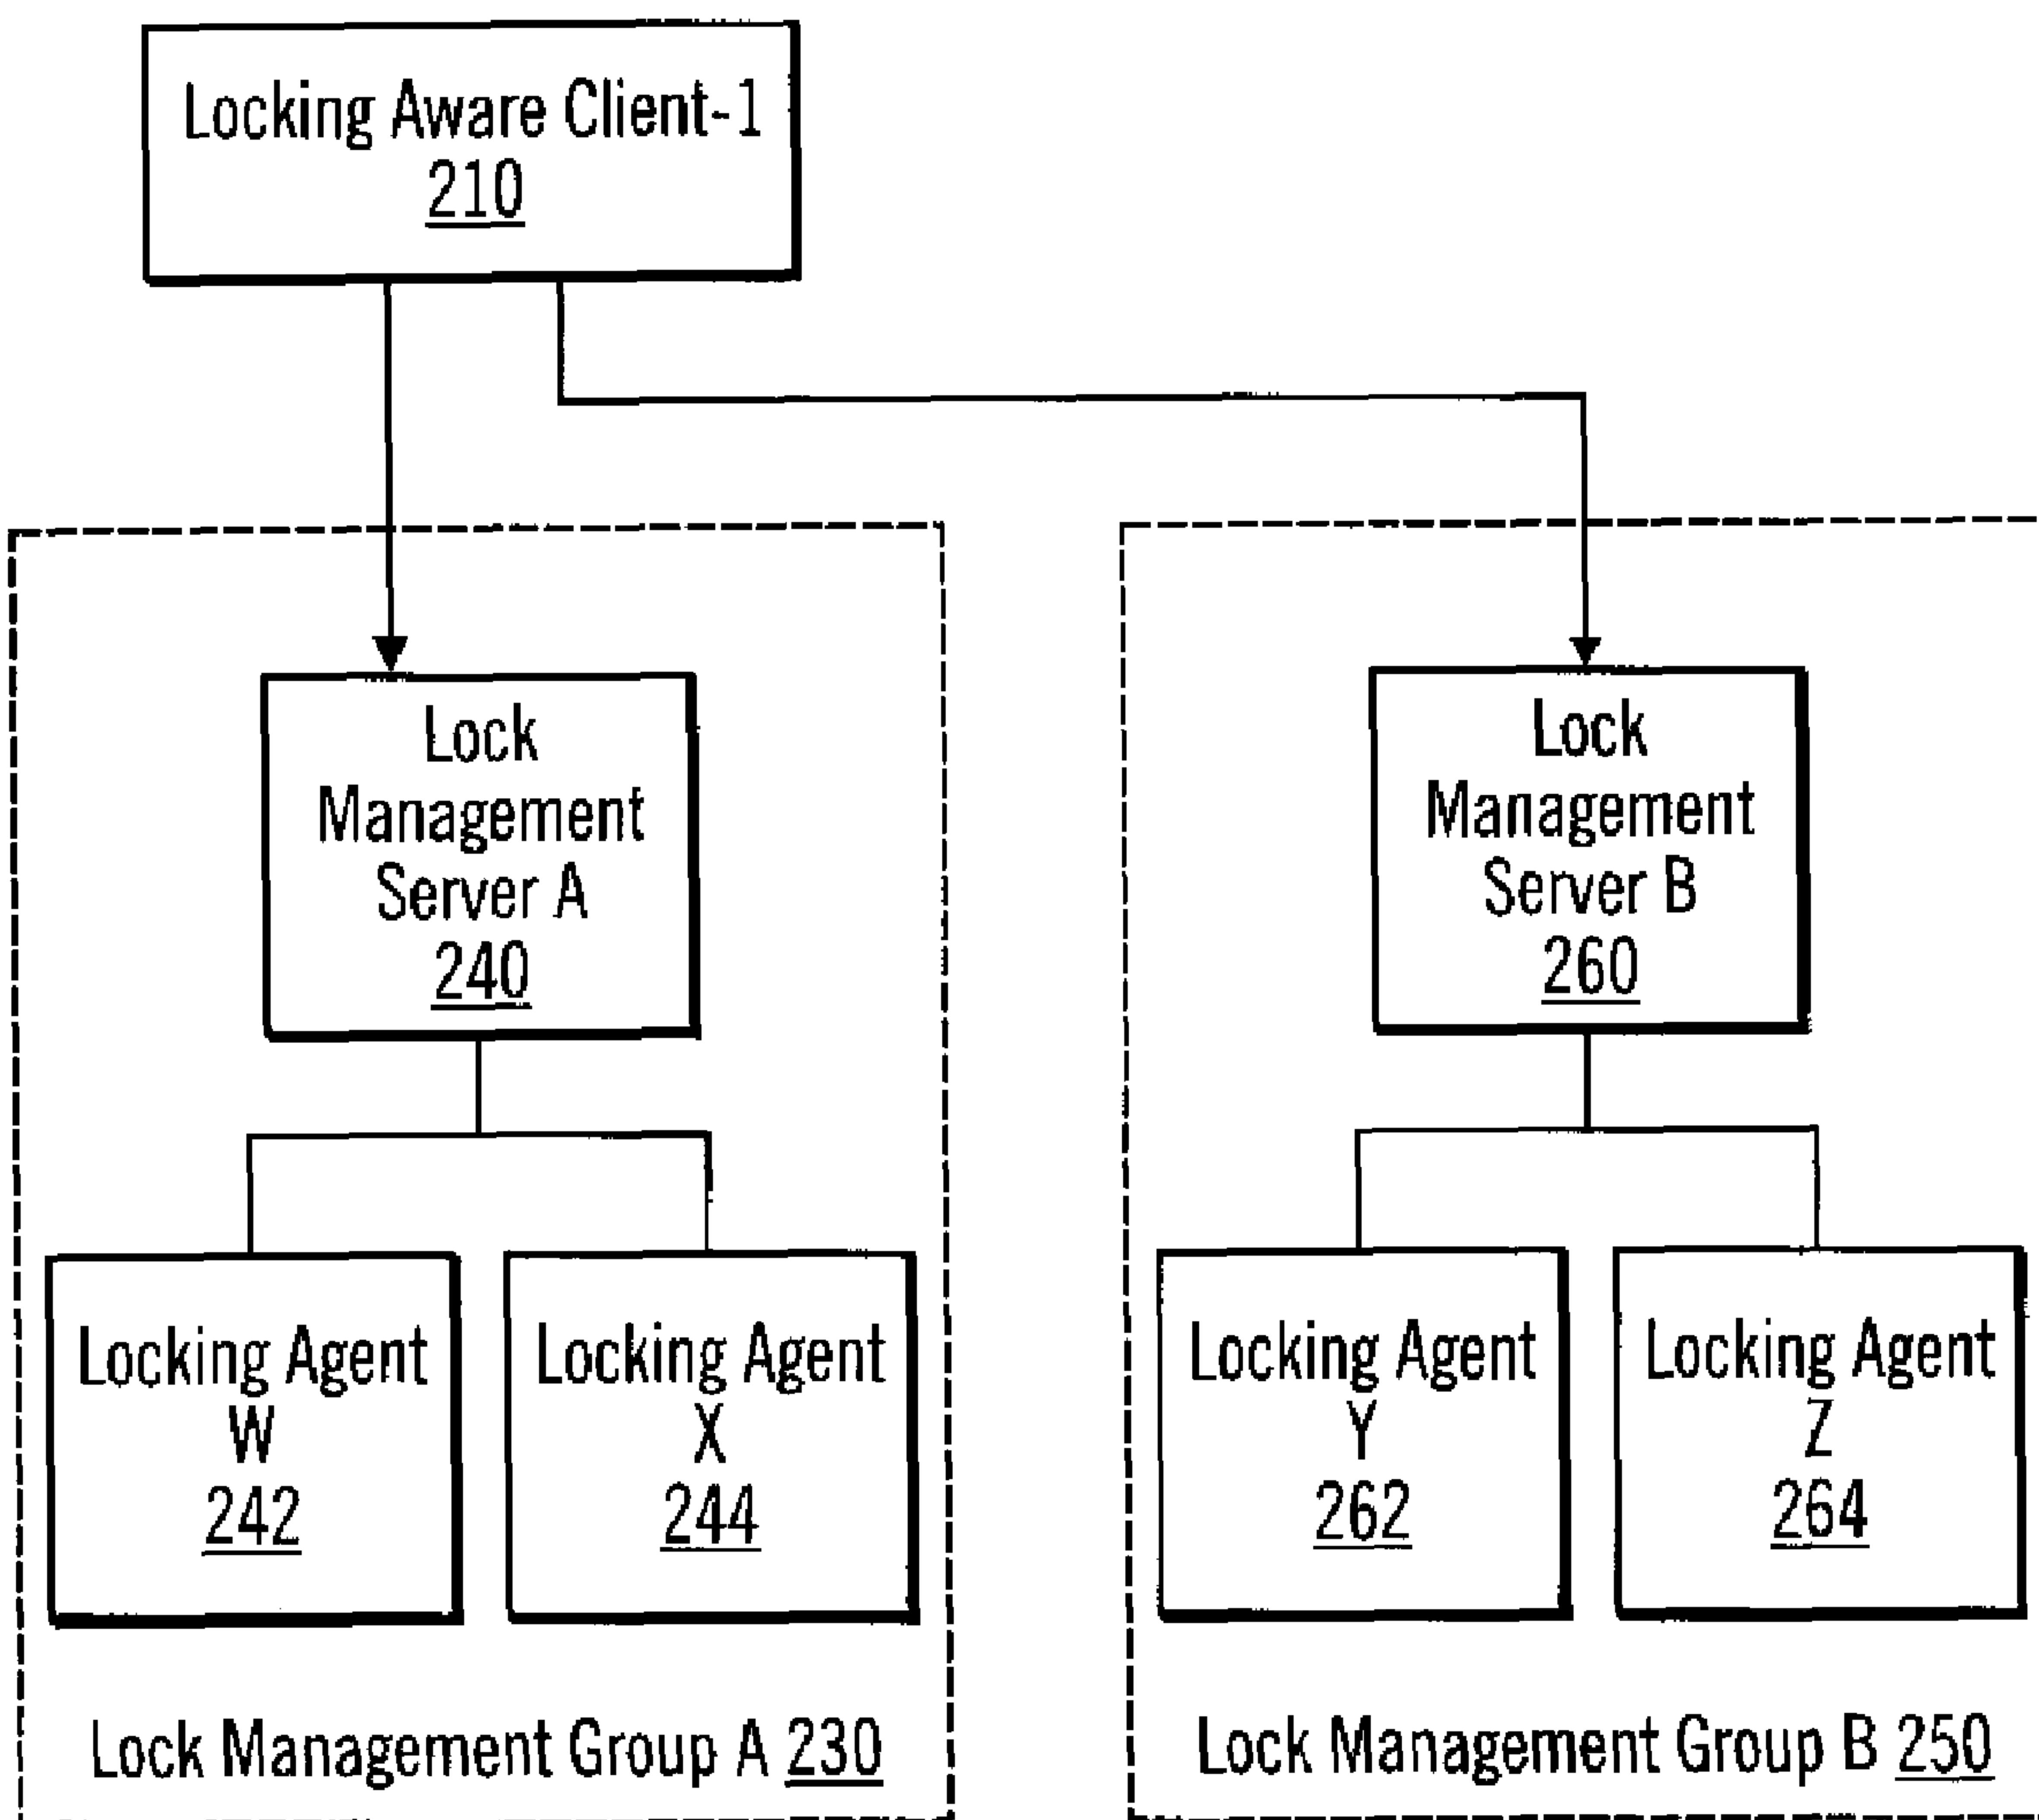 Locking Aware Client-1
210
Lock
Management
Server A
240
Lock
Management
Server B
260
Locking Agent
W
242
Locking Agent
X
244
Locking Agent
Y
262
Locking Agent
Z
264
Lock Management Group A 230
Lock Management Group B 250